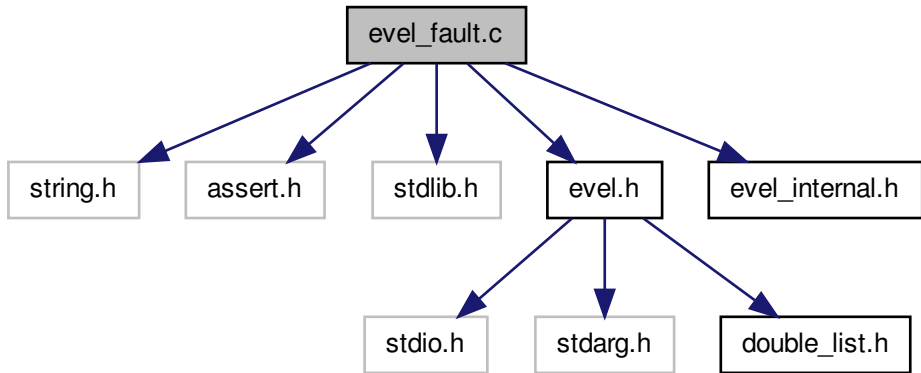 evel_fault.c
string.h
assert.h
stdlib.h
evel.h
evel_internal.h
stdio.h
stdarg.h
double_list.h